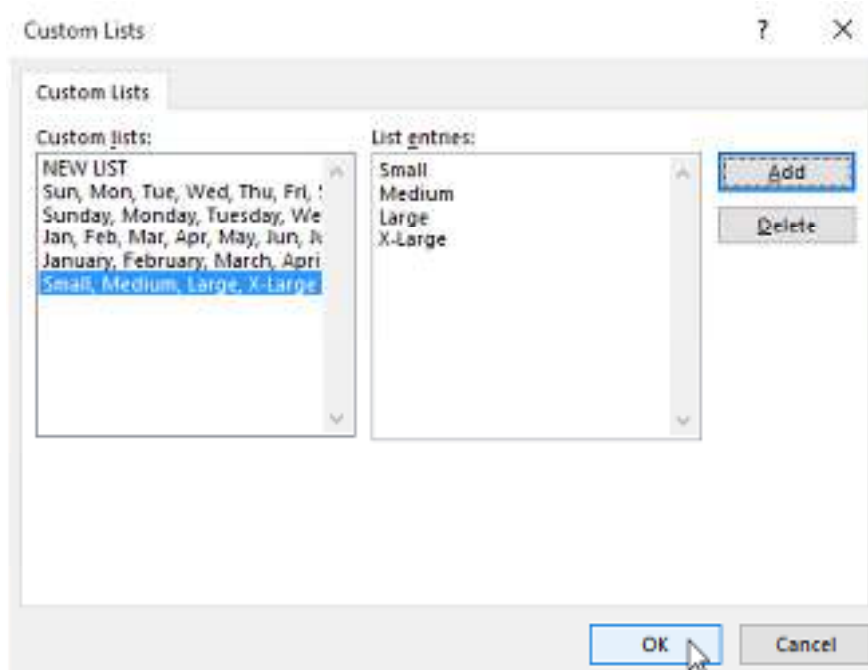 Custom Lists
?
Custom Lists
Custom lists:
NEW LIST
Sun, Mon, Tue, Wed, Thu, Fri,
Sunday, Monday, Tuesday, We
Jan, Feb, Mar, Apr, May, Jun,
January, February, March, Apri
Small, Medium, Large, X-Large
List entries:
Small
Medium
Large
X-Large
Add
Delete
OK
Cancel